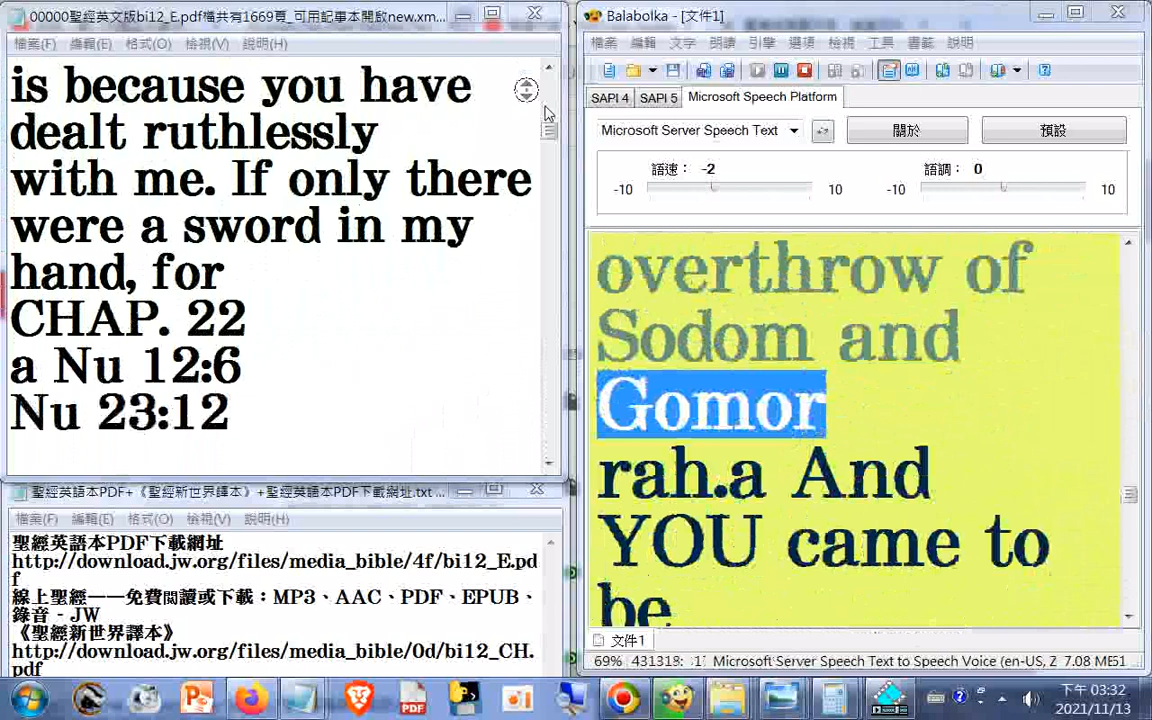 00000聖經英文版bi12_E.pdf檔共有1669頁_可用記事本開啟new.xm...
檔案(F) 編輯(E) 格式(O) 檢視(V) 說明(H)
is because you have
dealt ruthlessly
with me. If only there
were a sword in my
hand, for
CHAP. 22
a Nu 12:6
Nu 23:12
聖經英語本PDF+《聖經新世界譯本》+聖經英語本PDF下載網址.txt ...
檔案(F) 編輯(E) 格式(O) 檢視(V) 說明(H)
聖經英語本PDF下載網址
http://download.jw.org/files/media_bible/4f/bi12_E.pd
f
線上聖經——免費閱讀或下載：MP3、AAC、PDF、EPUB、
錄音 - JW
《聖經新世界譯本》
http://download.jw.org/files/media_bible/0d/bi12_CH.
pdf
Balabolka - [文件1]
檔案 編輯 文字 朗讀 引擎 選項 檢視 工具 書籤 說明
SAPI 4 SAPI 5 Microsoft Speech Platform
Microsoft Server Speech Text 關於 預設
語速： -2 語調： 0
-10 10 -10 10
overthrow of
Sodom and
Gomor
rah.a And
YOU came to
be
文件1
69% 431318: Microsoft Server Speech Text to Speech Voice (en-US, Z 7.08 ME51
下午 03:32
2021/11/13